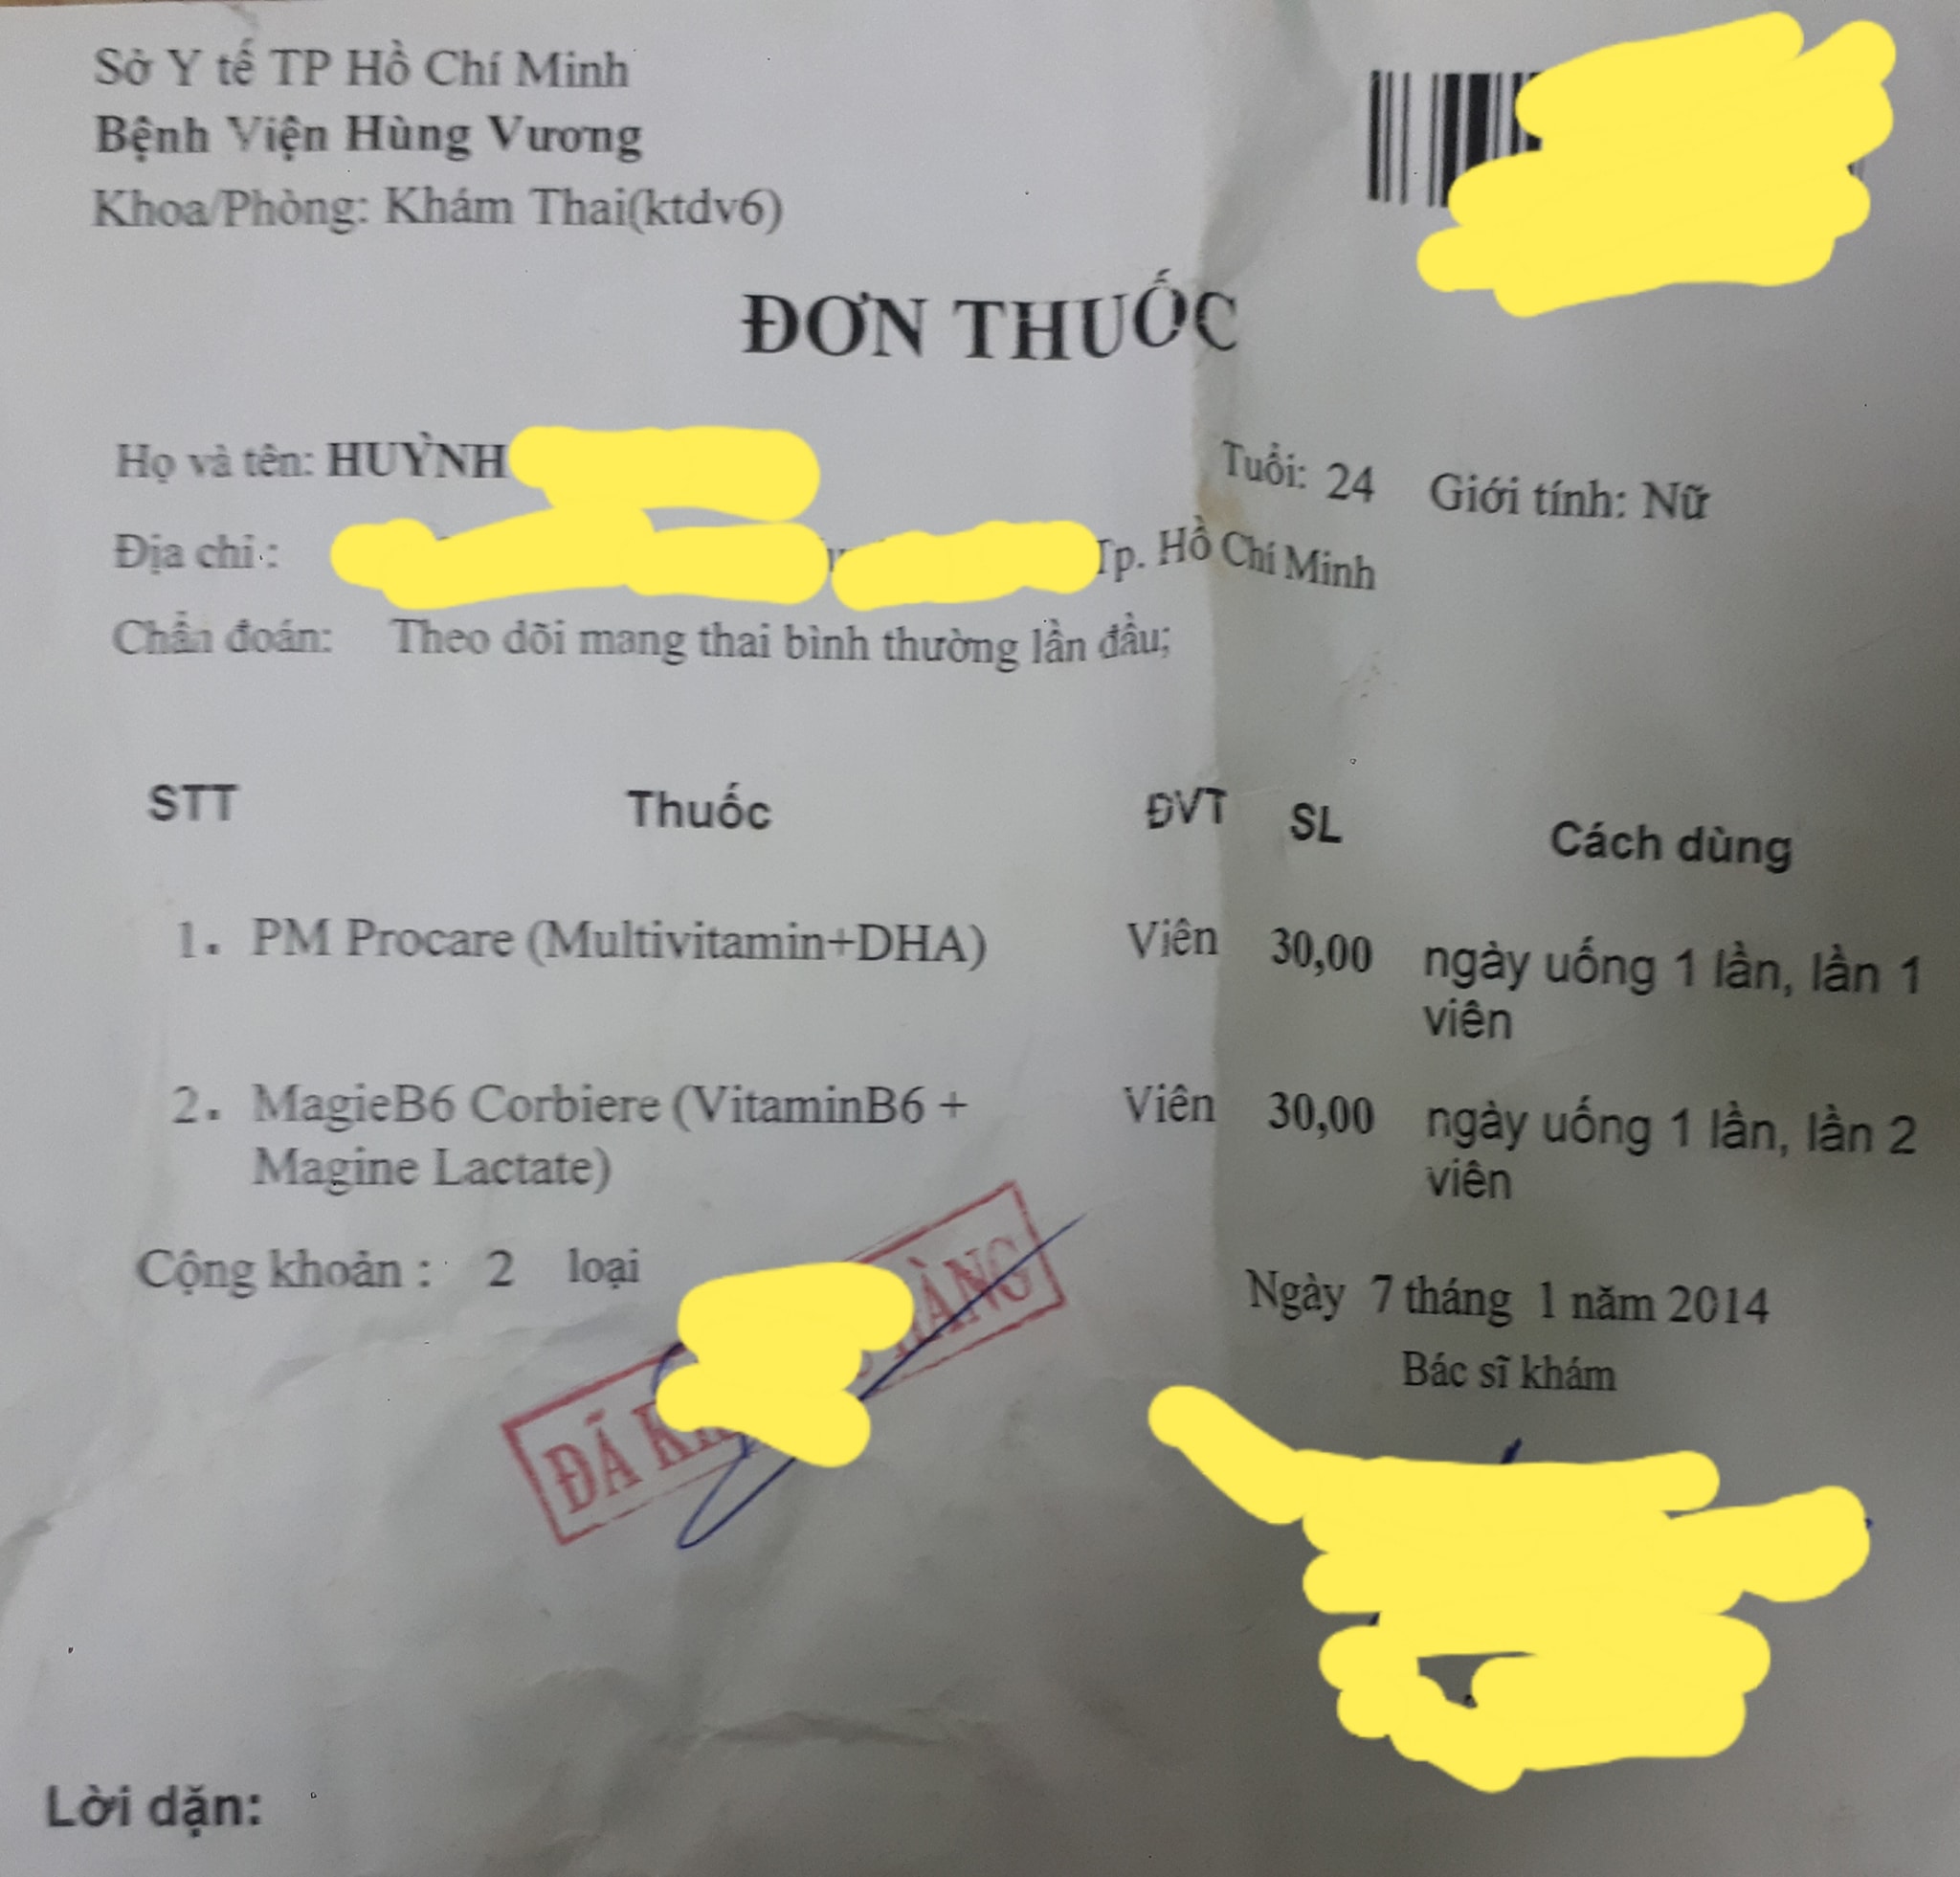 Sở Y tế TP Hồ Chí Minh
Bệnh Viện Hùng Vương
Khoa/Phòng: Khám Thai(ktdv6)
ĐƠN THUỐC
Họ và tên: HUỲNH
Tuổi: 24 Giới tính: Nữ
Địa chỉ : Tp. Hồ Chí Minh
Chẩn đoán: Theo dõi mang thai bình thường lần đầu;
STT Thuốc ĐVT SL Cách dùng
1. PM Procare (Multivitamin+DHA) Viên 30,00 ngày uống 1 lần, lần 1
viên
2. MagieB6 Corbiere (VitaminB6 + Viên 30,00 ngày uống 1 lần, lần 2
Magine Lactate) viên
Cộng khoản : 2 loại
Ngày 7 tháng 1 năm 2014
Bác sĩ khám
ĐÃ
Lời dặn: